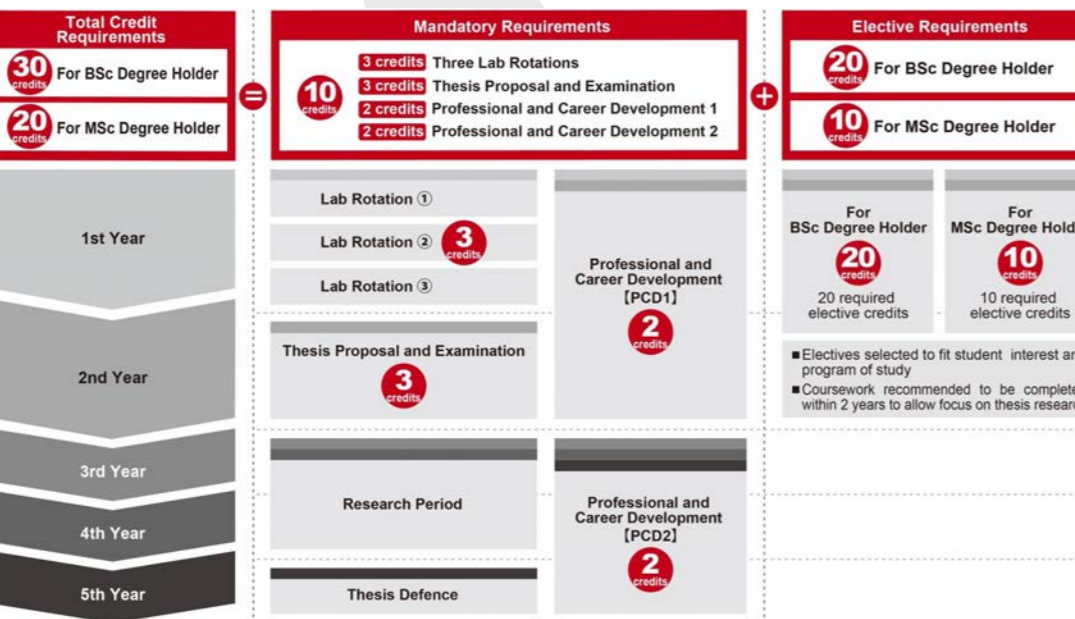 Total Credit
Requirements
30
credits
For BSc Degree Holder
20
credits
For MSc Degree Holder
=
Mandatory Requirements
10
credits
3 credits Three Lab Rotations
3 credits Thesis Proposal and Examination
2 credits Professional and Career Development 1
2 credits Professional and Career Development 2
+
Elective Requirements
20
credits
For BSc Degree Holder
10
credits
For MSc Degree Holder
1st Year
2nd Year
3rd Year
4th Year
5th Year
Lab Rotation ①
Lab Rotation ②
3
credits
Lab Rotation ③
Thesis Proposal and Examination
3
credits
Research Period
Thesis Defence
Professional and
Career Development
【PCD1】
2
credits
Professional and
Career Development
【PCD2】
2
credits
For
BSc Degree Holder
20
credits
20 required
elective credits
For
MSc Degree Hold
10
credits
10 required
elective credits
■ Electives selected to fit student interest an
program of study
■ Coursework recommended to be complete
within 2 years to allow focus on thesis researc